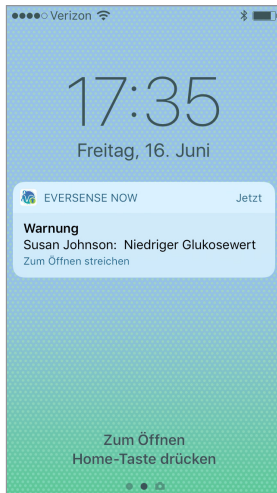 Verizon
17:35
Freitag, 16. Juni
EVERSENSE NOW Jetzt
Warnung
Susan Johnson: Niedriger Glukosewert
Zum Öffnen streichen
Zum Öffnen
Home-Taste drücken